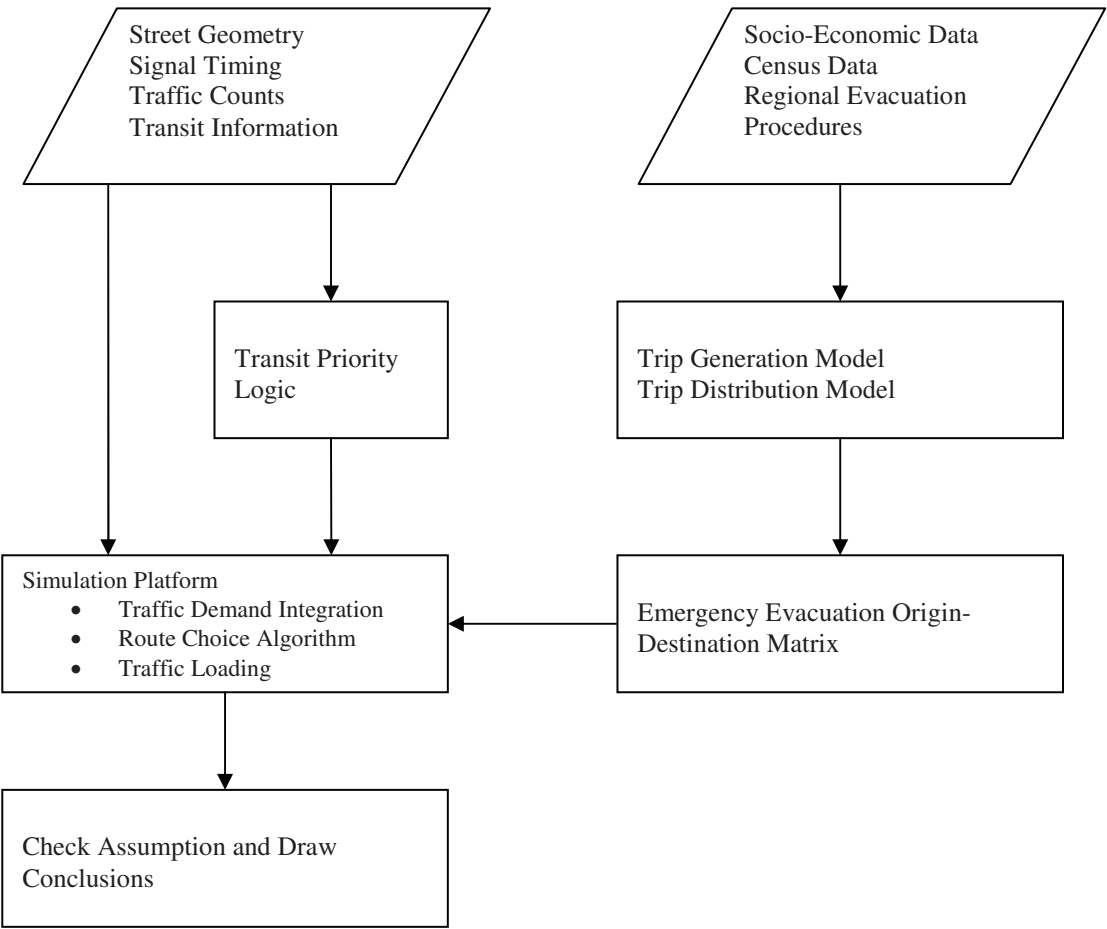 Street Geometry
Signal Timing
Traffic Counts
Transit Information
Socio-Economic Data
Census Data
Regional Evacuation
Procedures
Transit Priority
Logic
Trip Generation Model
Trip Distribution Model
Simulation Platform
• Traffic Demand Integration
• Route Choice Algorithm
• Traffic Loading
Emergency Evacuation Origin-
Destination Matrix
Check Assumption and Draw
Conclusions